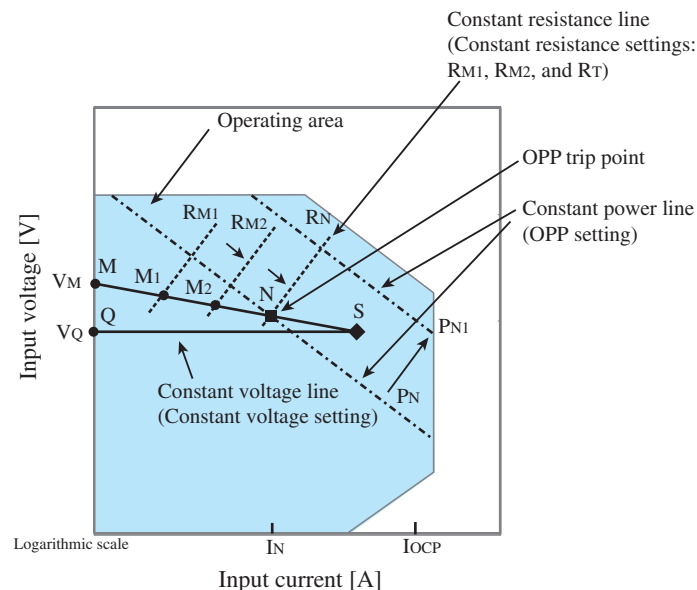 Constant resistance line
(Constant resistance settings:
RM1, RM2, and RT)
Operating area
OPP trip point
RM1
RM2
RN
Constant power line
(OPP setting)
Input voltage [V]
VM
M
M1
M2
N
S
VQ
Q
PN1
PN
Constant voltage line
(Constant voltage setting)
Logarithmic scale
IN
IOCP
Input current [A]